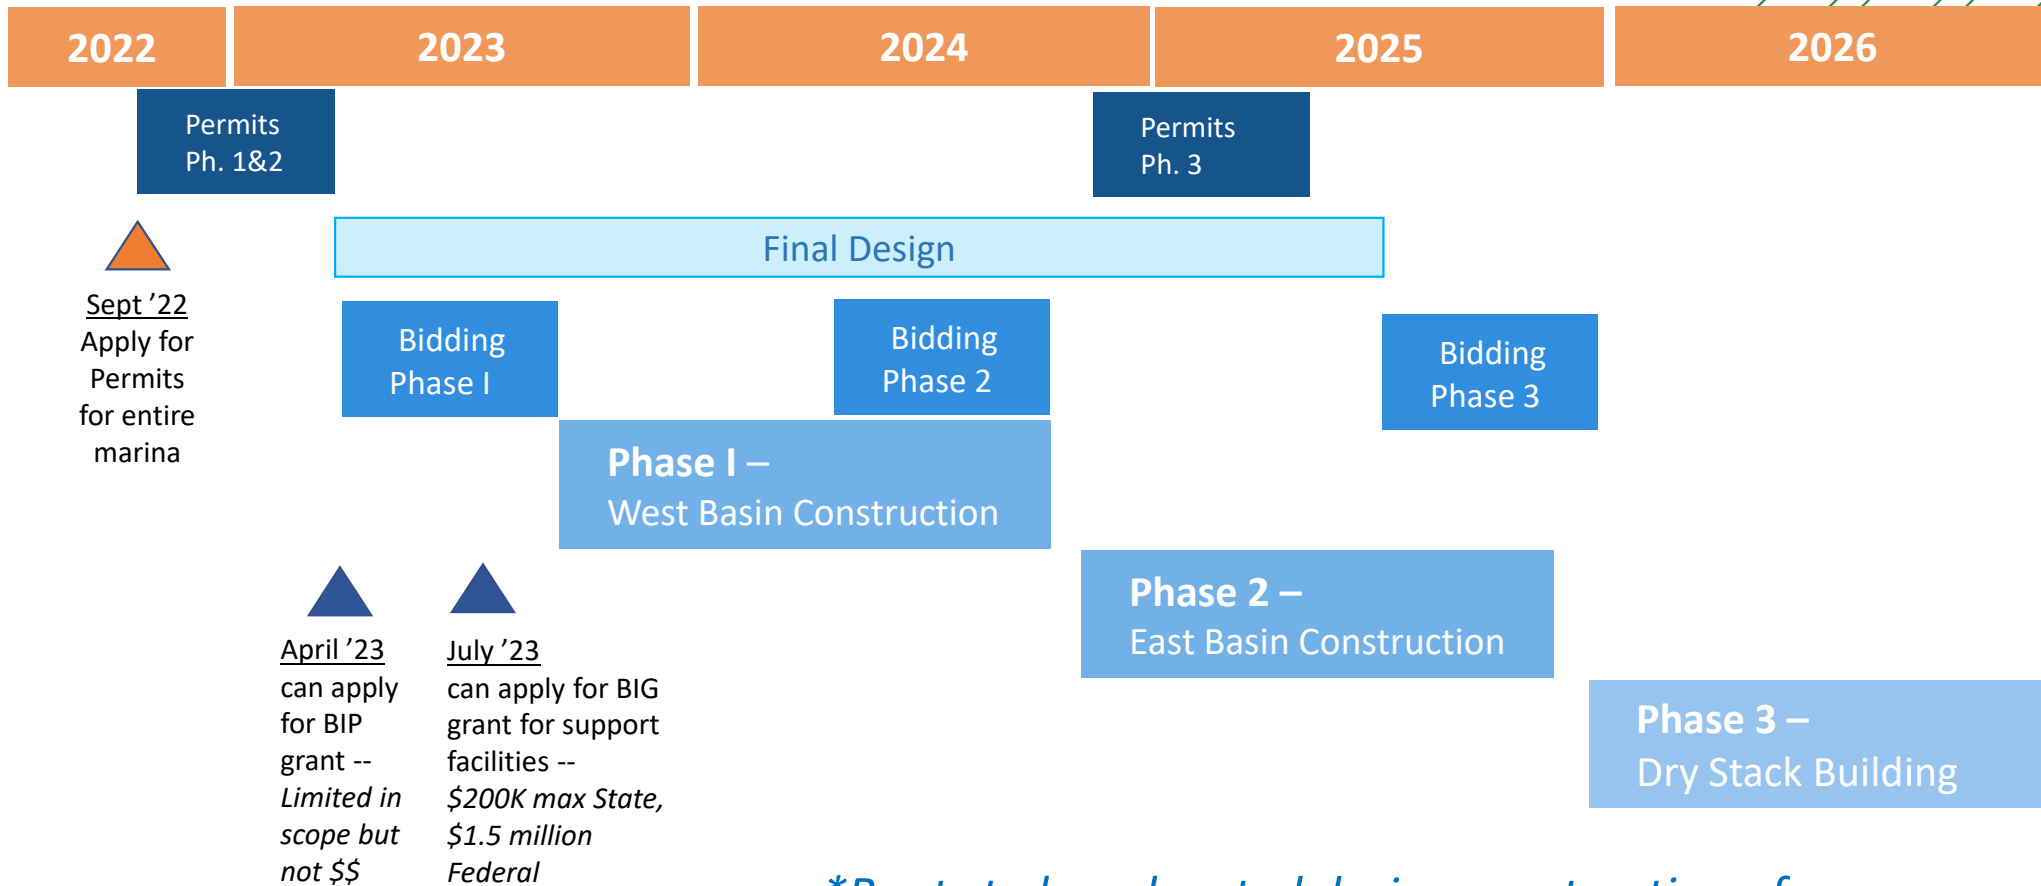 2022
2023
2024
2025
2026
Permits
Ph. 1&2
Permits
Ph. 3
Final Design
Sept ’22
Apply for
Permits
for entire
marina
Bidding
Phase I
Bidding
Phase 2
Bidding
Phase 3
Phase I –
West Basin Construction
Phase 2 –
East Basin Construction
April ’23
can apply
for BIP
grant --
Limited in
scope but
not $$
July ’23
can apply for BIG
grant for support
facilities --
$200K max State,
$1.5 million
Federal
Phase 3 –
Dry Stack Building